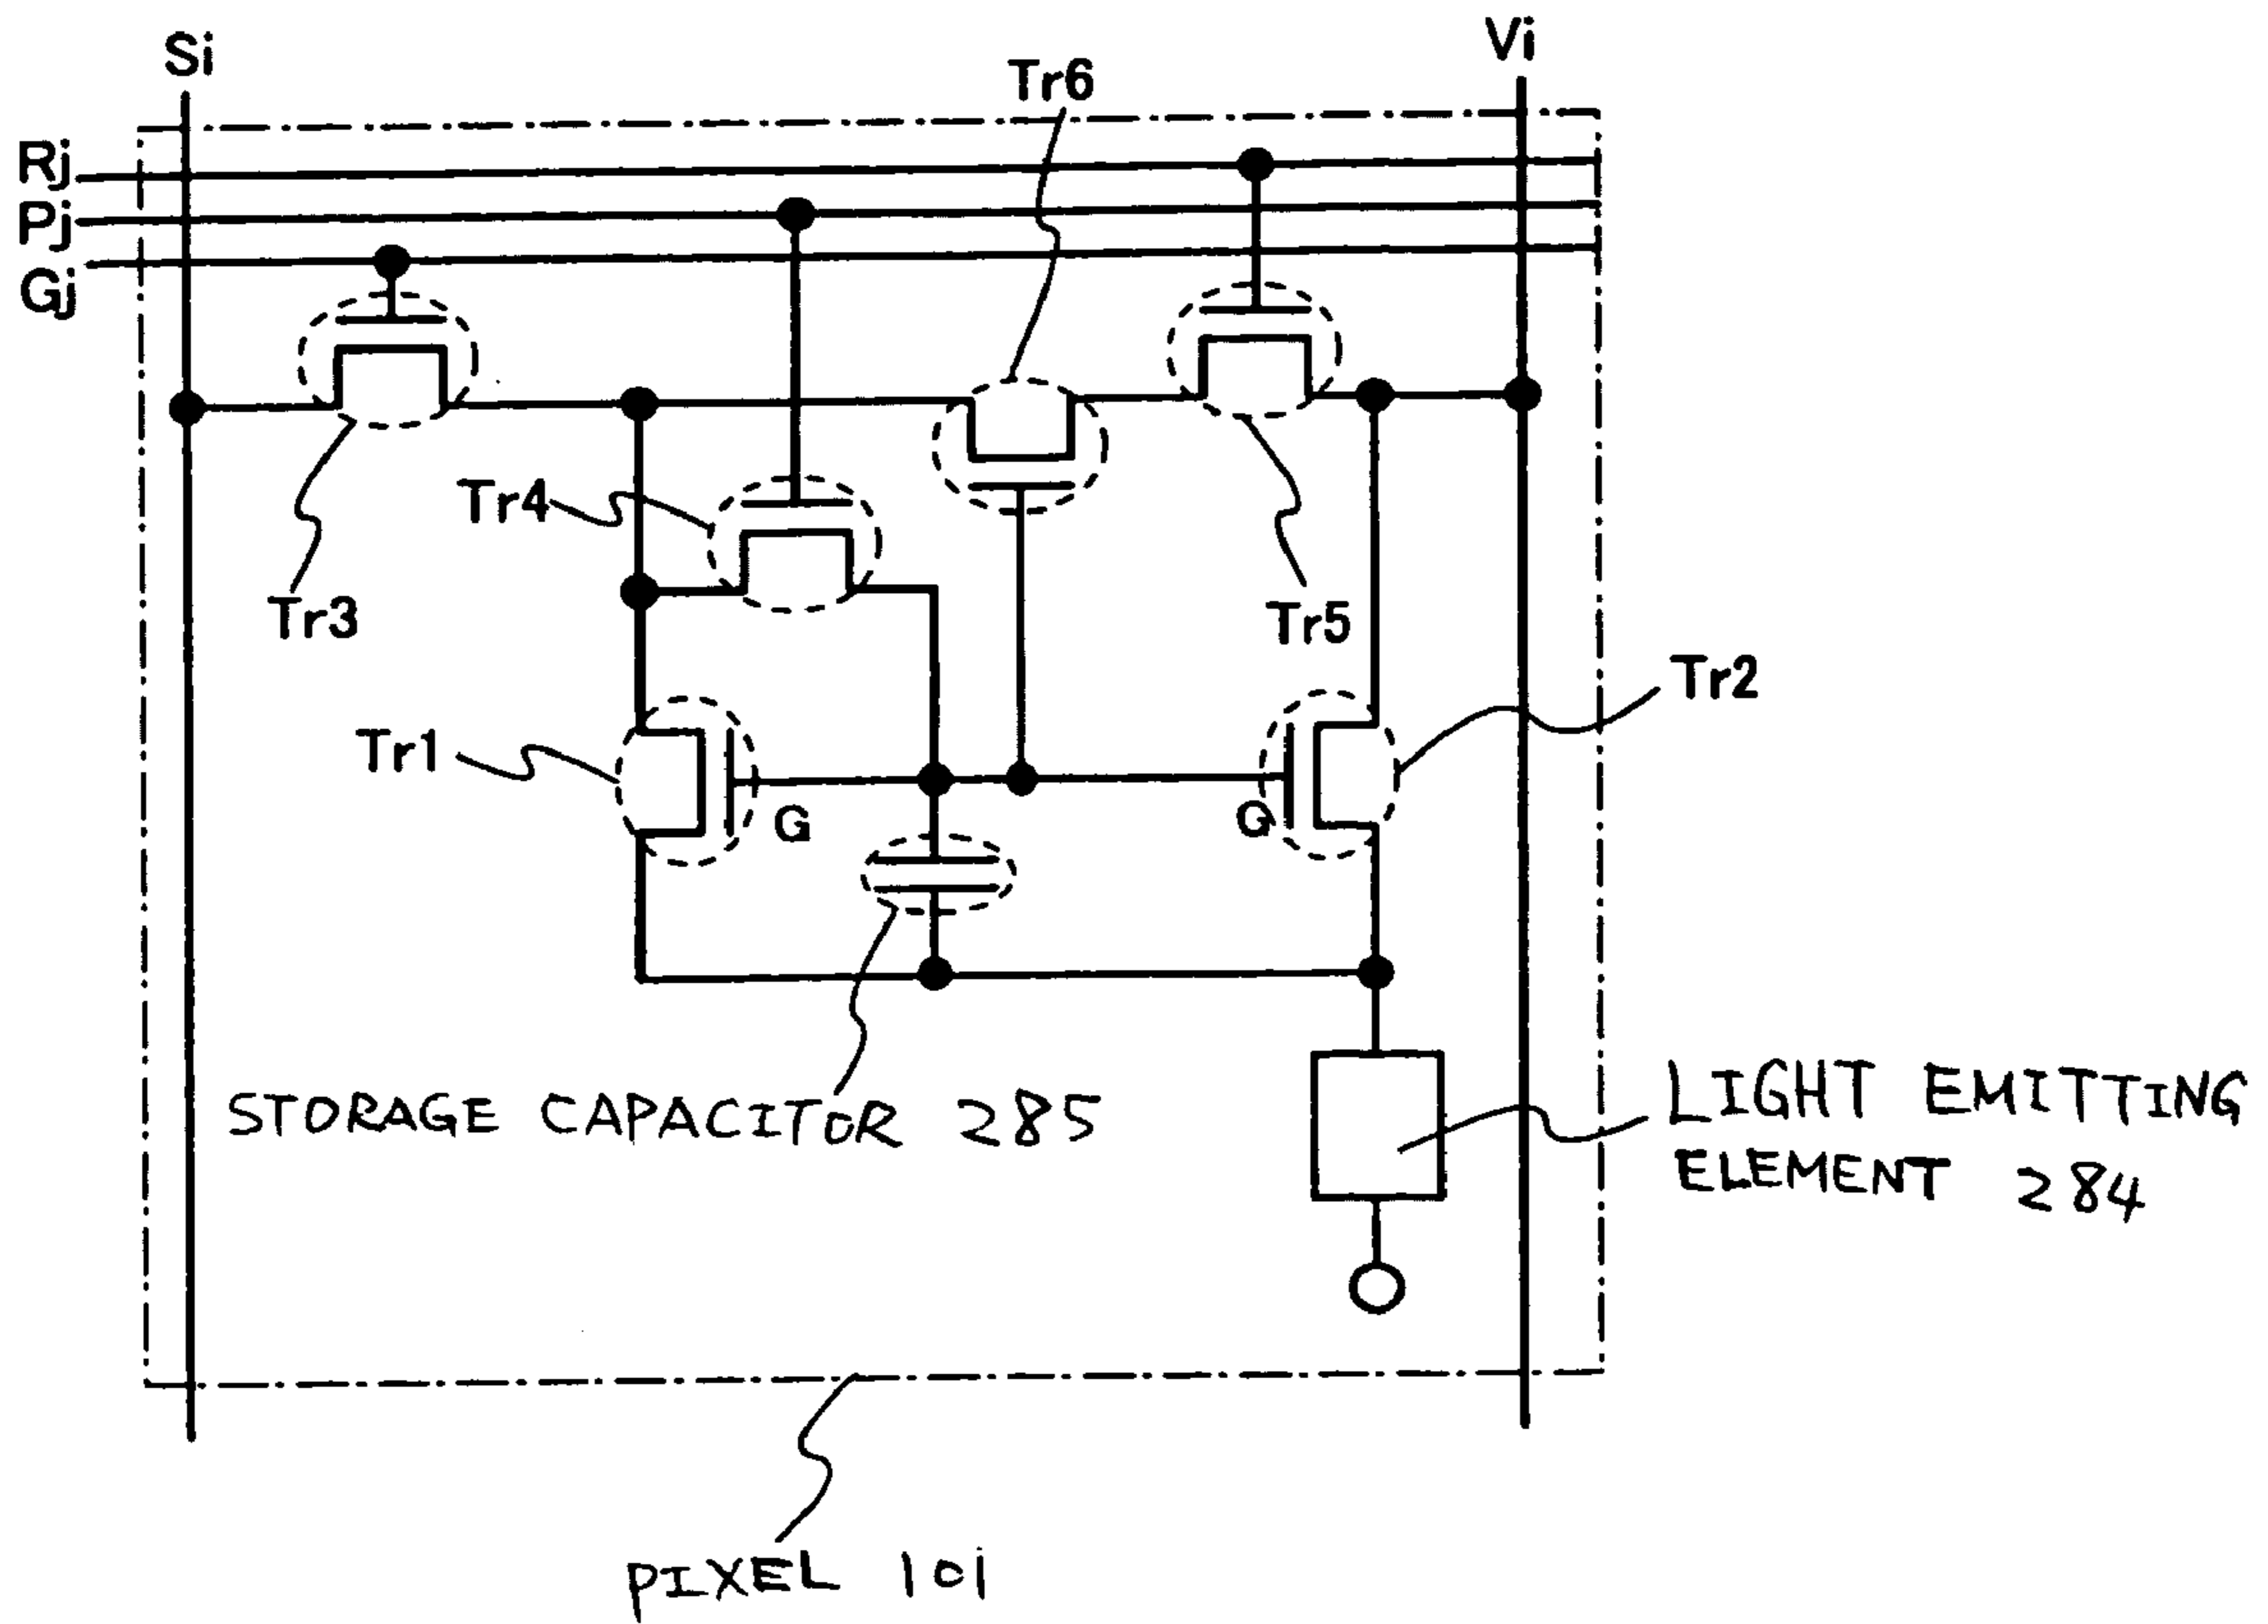 Si
Vi
Tr6
Rj
Pj
Gj
Tr4
Tr3
Tr5
Tr2
Tr1
G
G
STORAGE CAPACITOR 285
LIGHT EMITTING
ELEMENT 284
PIXEL 101